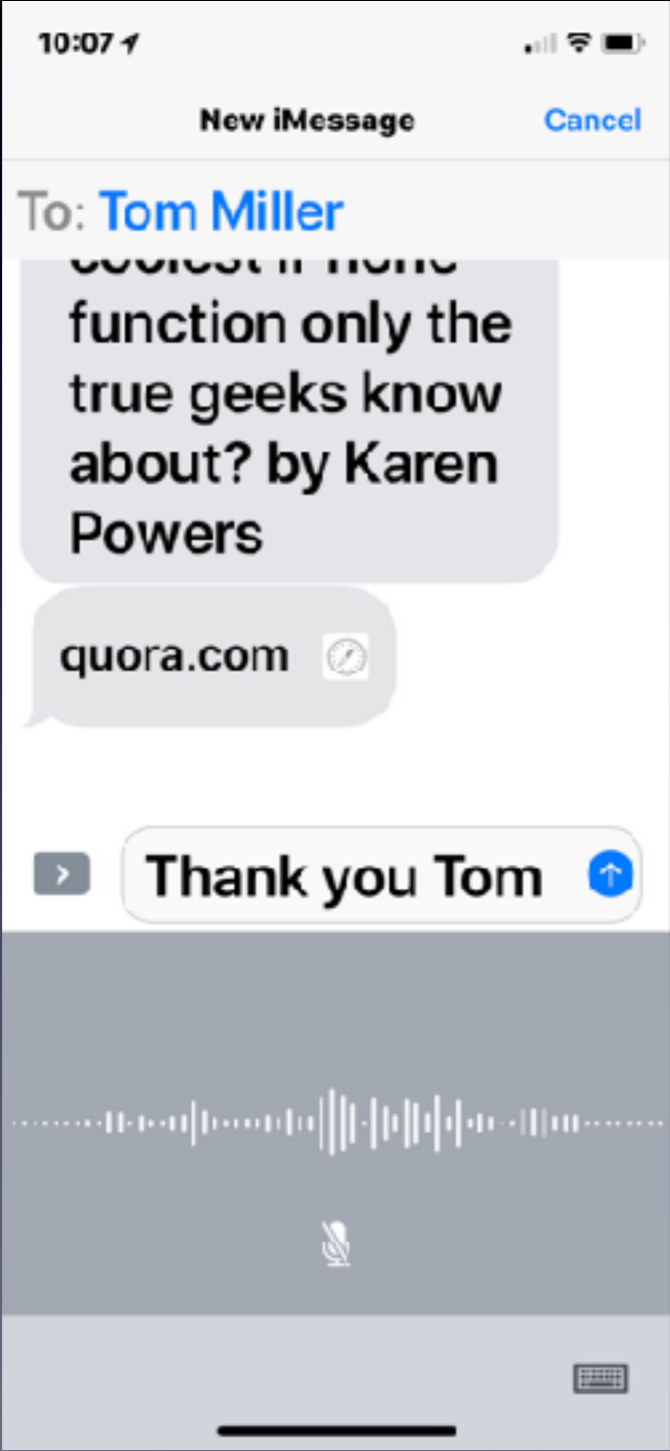 10:07
New iMessage Cancel
To: Tom Miller
coolest
function only the
true geeks know
about? by Karen
Powers
quora.com
Thank you Tom